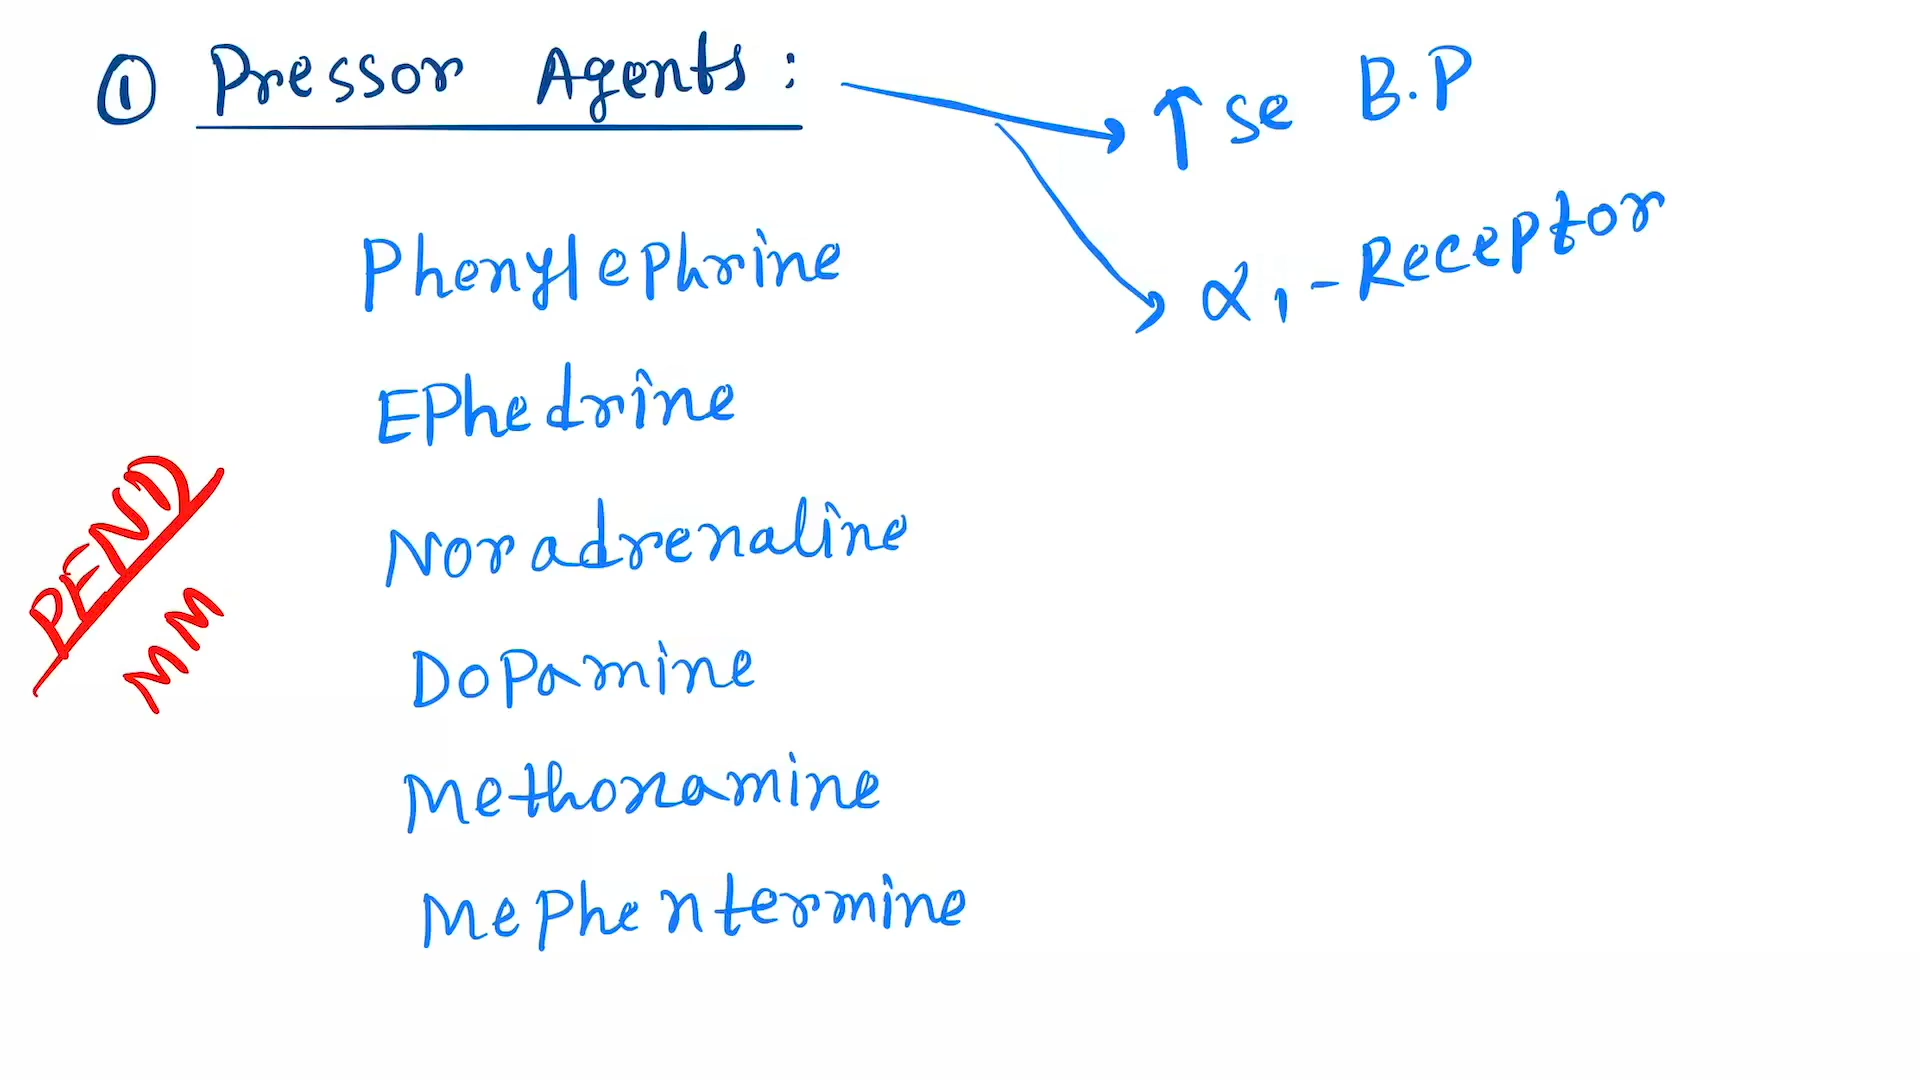 ① Pressor Agents:
↑se B.P
α₁-Receptor
Phenylephrine
EPhedrine
Noradrenaline
Dopamine
Methoxamine
Mephentermine
PEND
MM